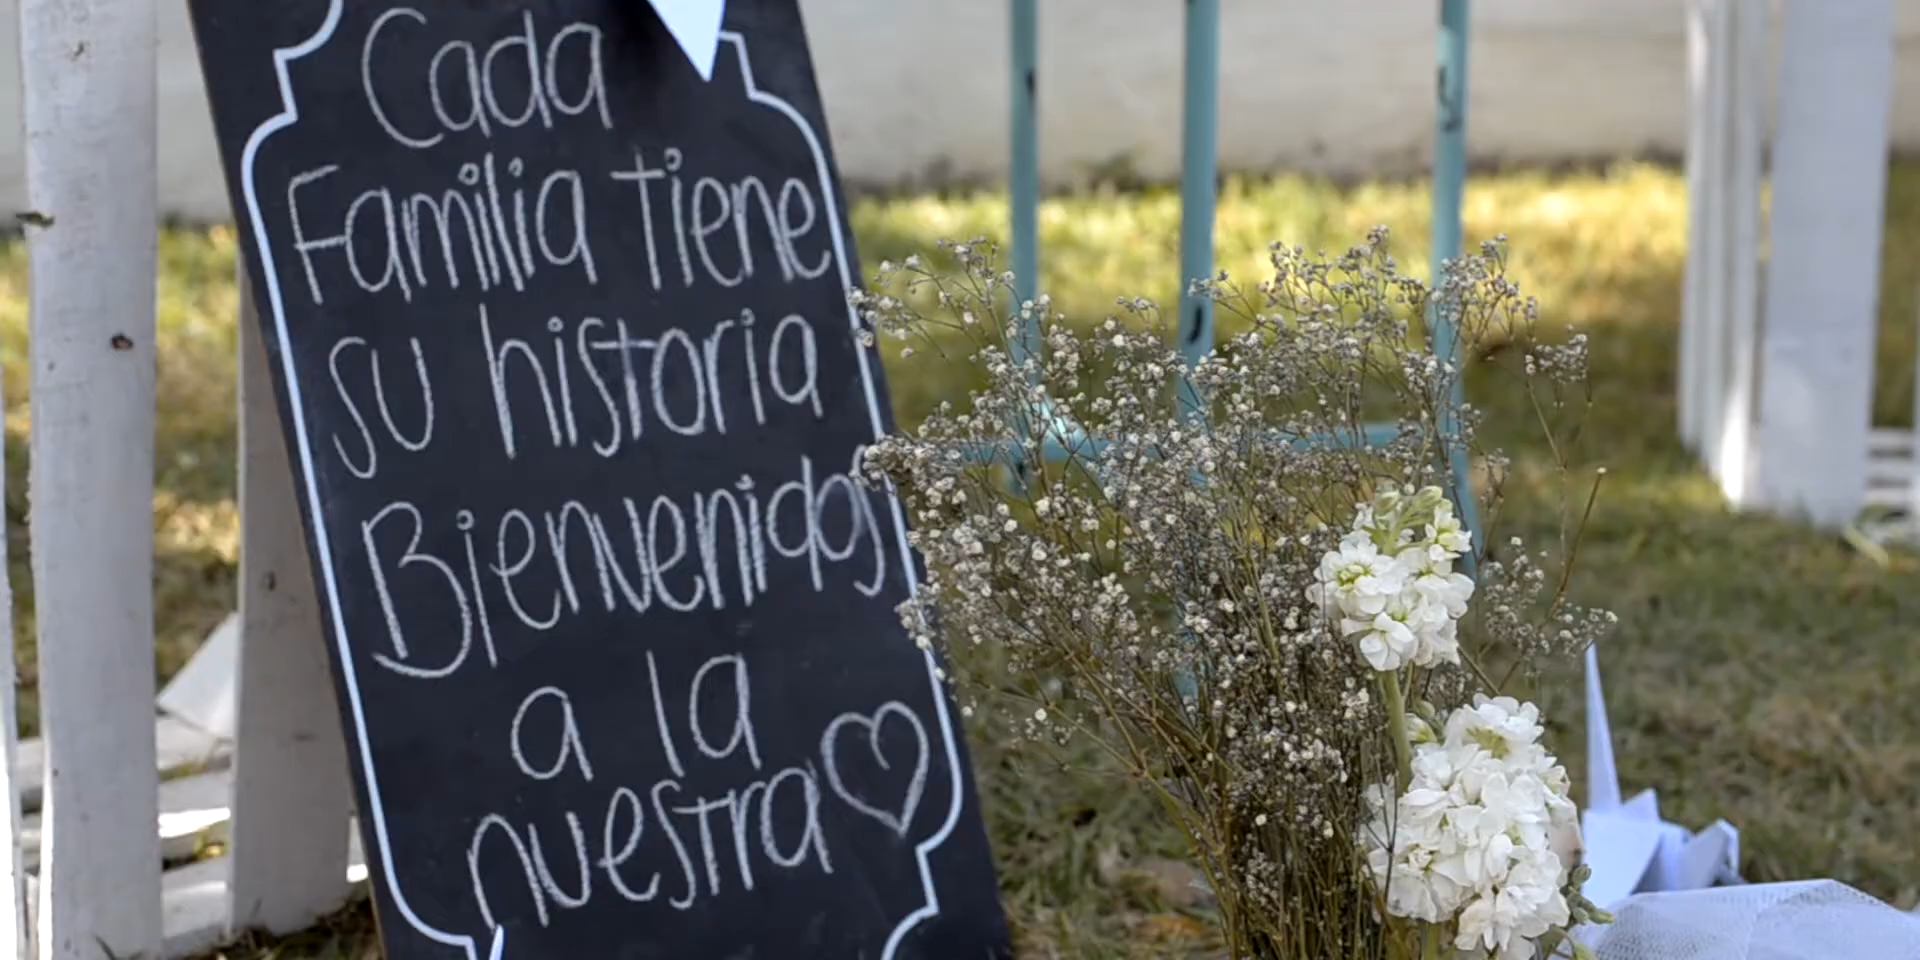 Cada
Familia tiene
su historia
Bienvenidos
a la
nuestra